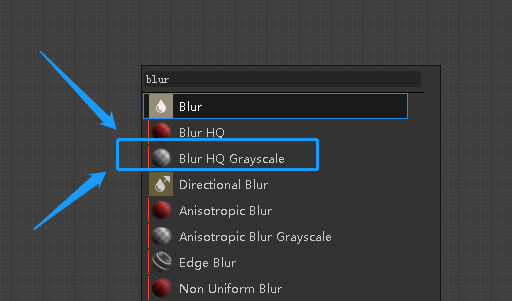 blur
Blur
Blur HQ
Blur HQ Grayscale
Directional Blur
Anisotropic Blur
Anisotropic Blur Grayscale
Edge Blur
Non Uniform Blur